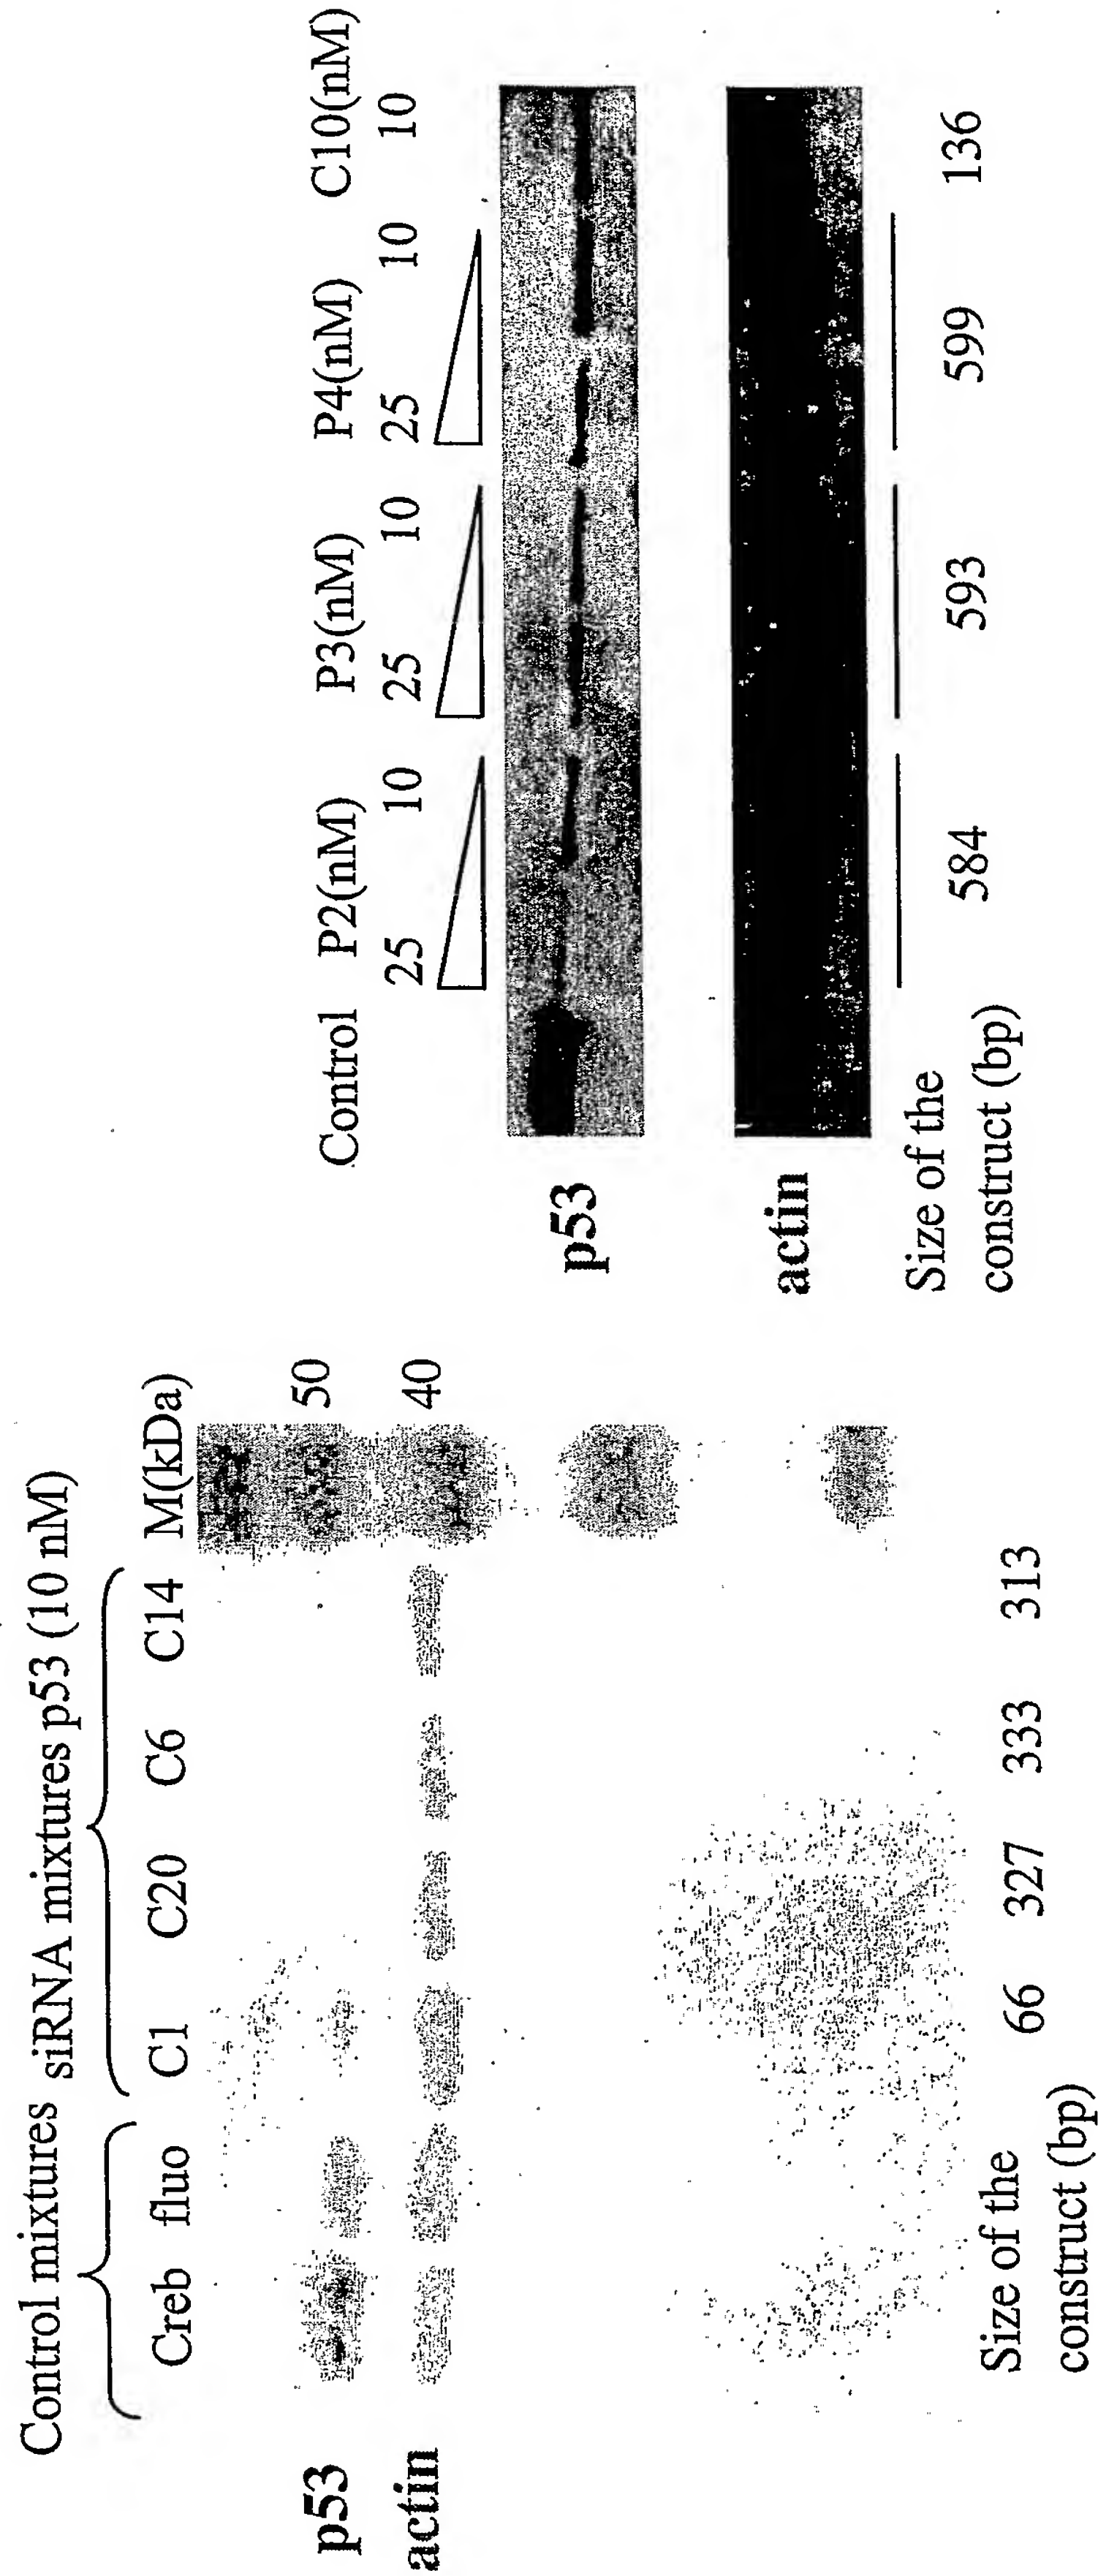 Control mixtures siRNA mixtures p53 (10 nM)
Creb fluo C1 C20 C6 C14 M(kDa)
p53 50
actin 40
Size of the
construct (bp) 66 327 333 313
Control P2(nM) P3(nM) P4(nM) C10(nM)
25 10 25 10 25 10 10
p53
actin
Size of the
construct (bp) 584 593 599 136